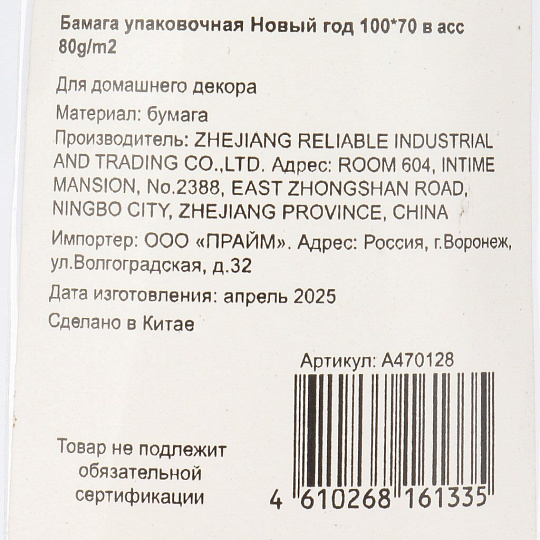 Бамага упаковочная Новый год 100*70 в асс
80g/m2
Для домашнего декора
Материал: бумага
Производитель: ZHEJIANG RELIABLE INDUSTRIAL
AND TRADING CO.,LTD. Адрес: ROOM 604, INTIME
MANSION, No.2388, EAST ZHONGSHAN ROAD,
NINGBO CITY, ZHEJIANG PROVINCE, CHINA
Импортер: ООО «ПРАЙМ». Адрес: Россия, г.Воронеж,
ул.Волгоградская, д.32
Дата изготовления: апрель 2025
Сделано в Китае
Артикул: А470128
Товар не подлежит
обязательной
сертификации
4 610268 161335